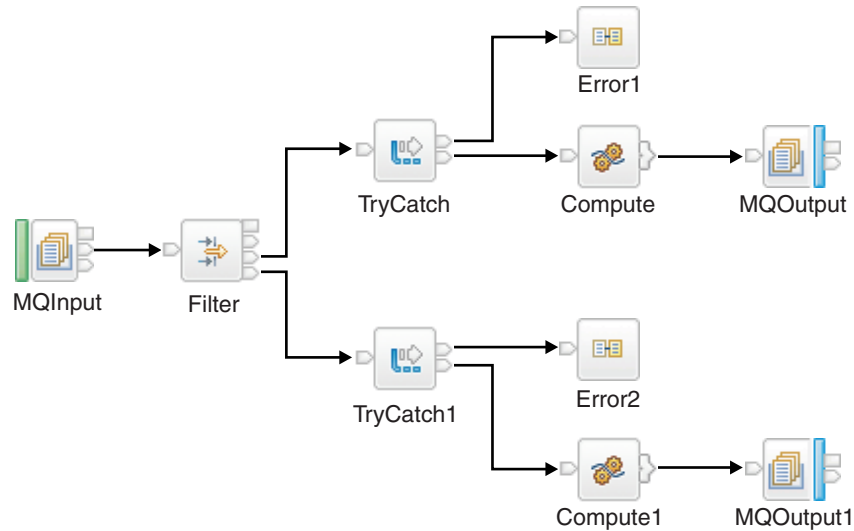 Error1
TryCatch
Compute
MQOutput
MQInput
Filter
TryCatch1
Error2
Compute1
MQOutput1